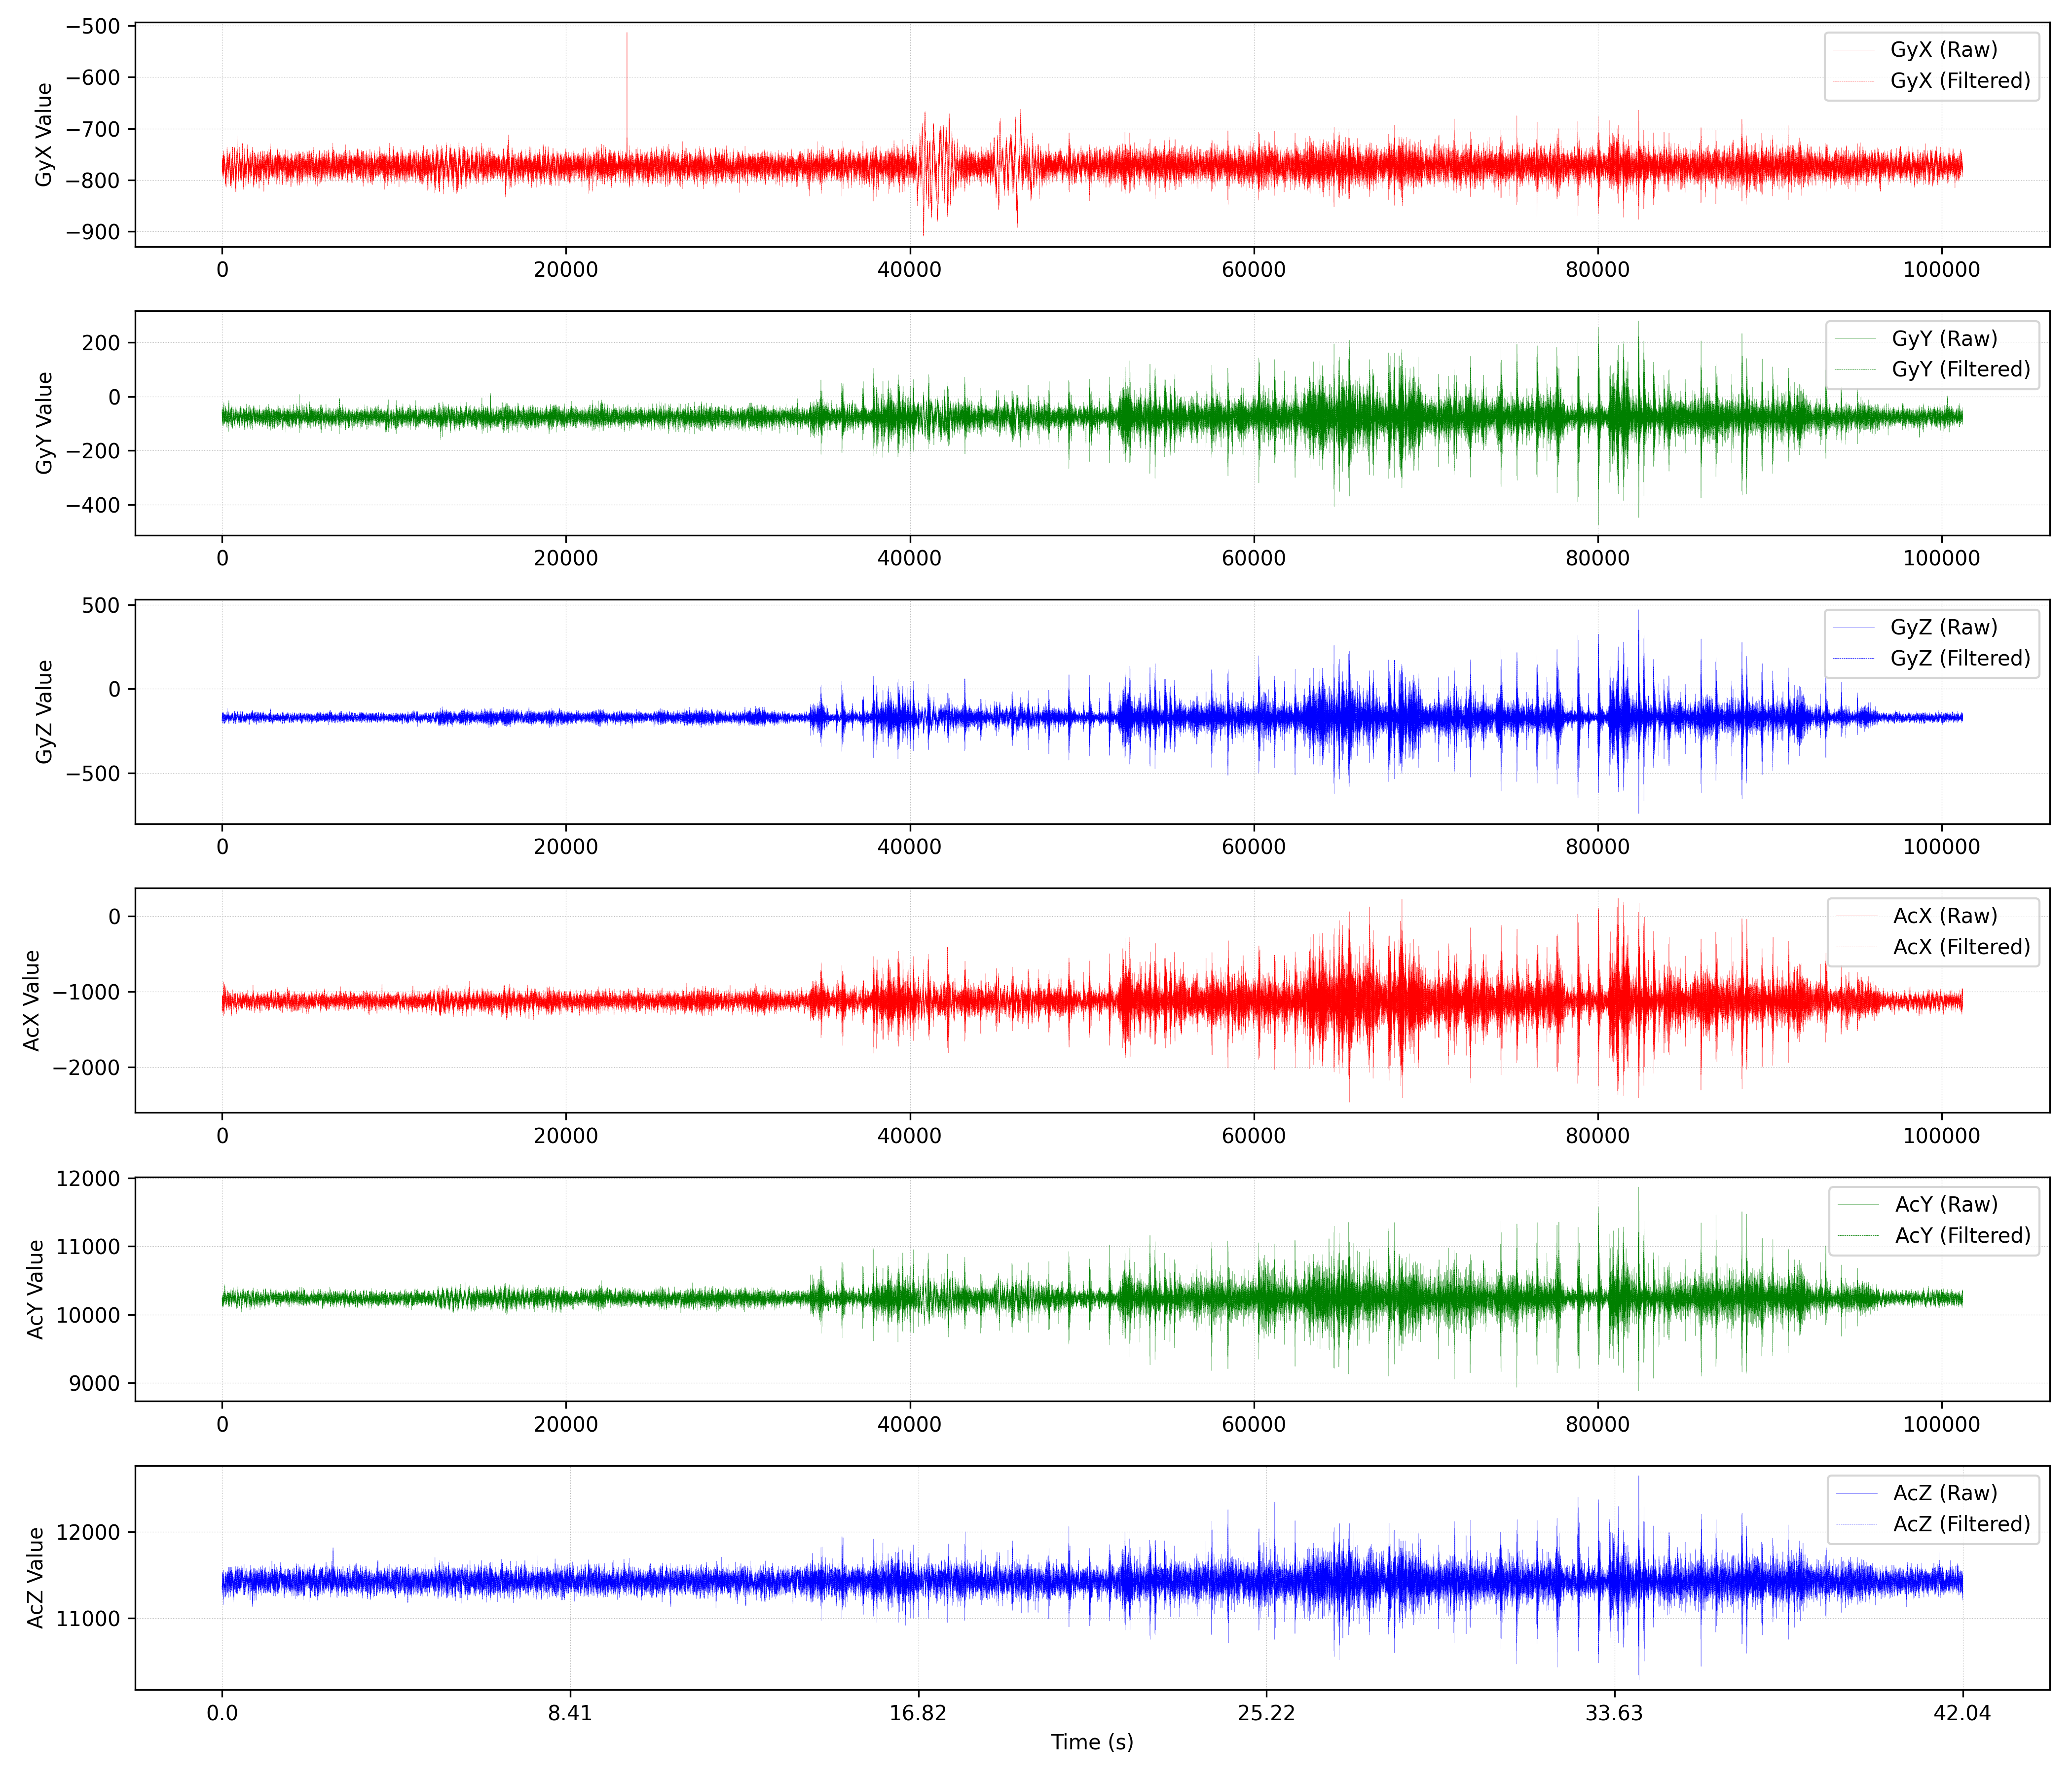 −500
−600
−700
−800
−900
GyX Value
GyX (Raw)
GyX (Filtered)
0 20000 40000 60000 80000 100000
200
0
−200
−400
GyY Value
GyY (Raw)
GyY (Filtered)
0 20000 40000 60000 80000 100000
500
0
−500
GyZ Value
GyZ (Raw)
GyZ (Filtered)
0 20000 40000 60000 80000 100000
0
−1000
−2000
AcX Value
AcX (Raw)
AcX (Filtered)
0 20000 40000 60000 80000 100000
12000
11000
10000
9000
AcY Value
AcY (Raw)
AcY (Filtered)
0 20000 40000 60000 80000 100000
12000
11000
AcZ Value
AcZ (Raw)
AcZ (Filtered)
0.0 8.41 16.82 25.22 33.63 42.04
Time (s)